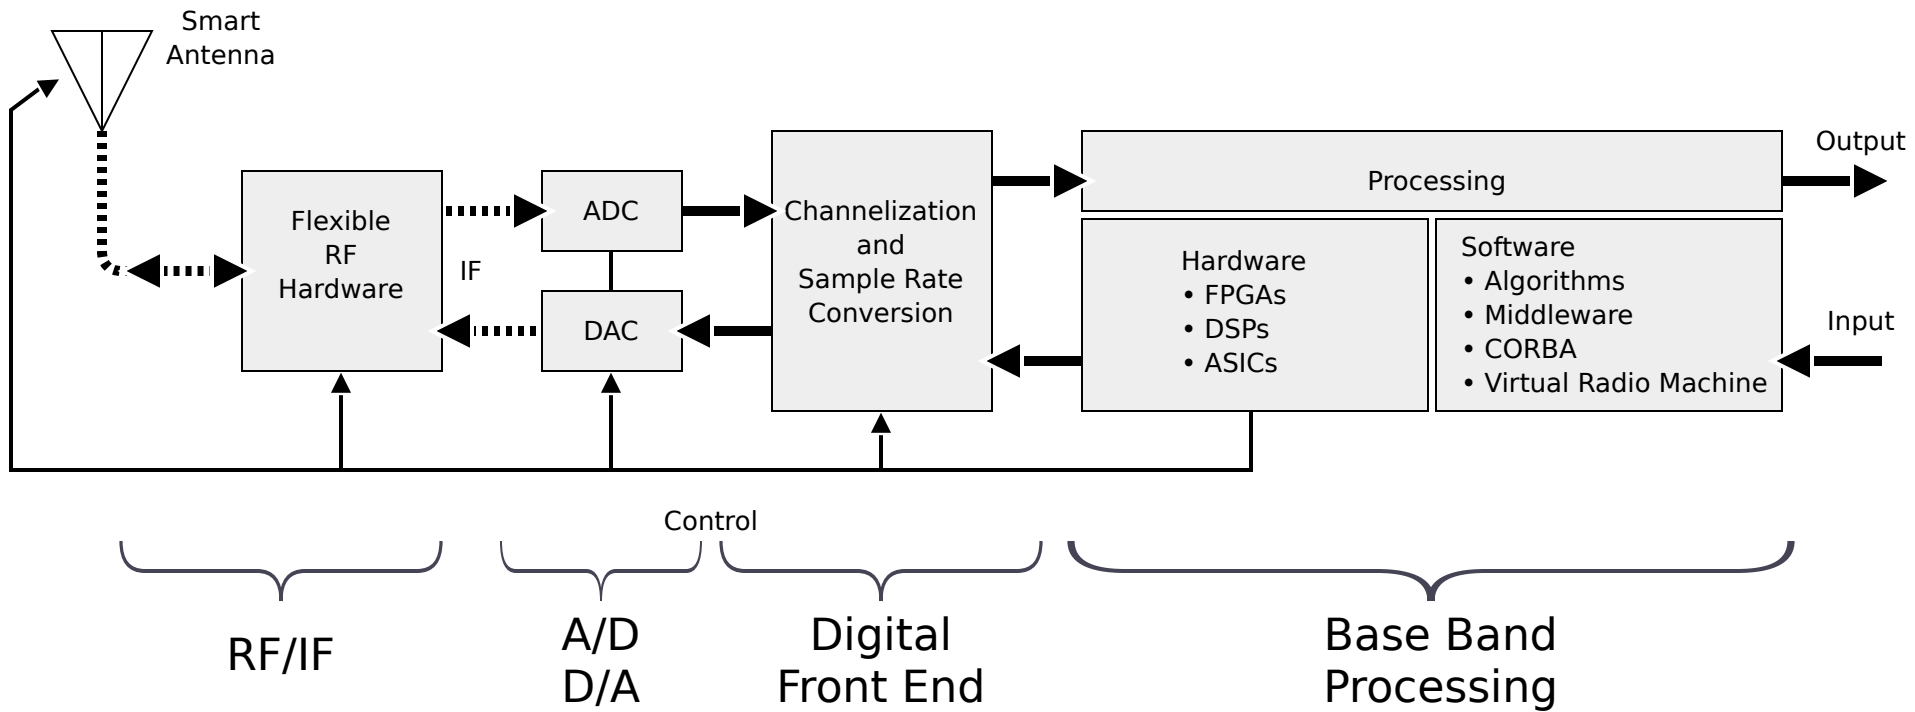 Smart
Antenna
Flexible
RF
Hardware
IF
ADC
DAC
Channelization
and
Sample Rate
Conversion
Processing
Hardware
• FPGAs
• DSPs
• ASICs
Software
• Algorithms
• Middleware
• CORBA
• Virtual Radio Machine
Output
Input
Control
RF/IF
A/D
D/A
Digital
Front End
Base Band
Processing